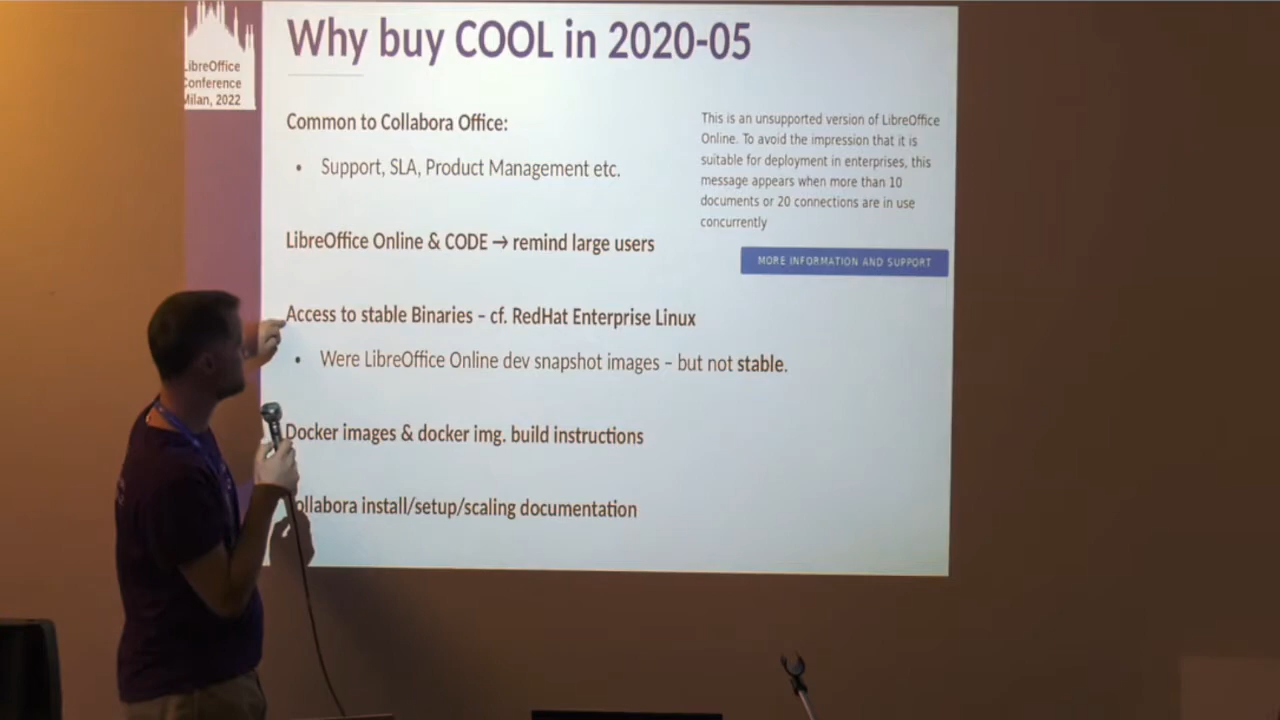 LibreOffice
Conference
Milan, 2022
Why buy COOL in 2020-05
Common to Collabora Office:
• Support, SLA, Product Management etc.
LibreOffice Online & CODE → remind large users
Access to stable Binaries – cf. RedHat Enterprise Linux
• Were LibreOffice Online dev snapshot images – but not stable.
Docker images & docker img. build instructions
ollabora install/setup/scaling documentation
This is an unsupported version of LibreOffice
Online. To avoid the impression that it is
suitable for deployment in enterprises, this
message appears when more than 10
documents or 20 connections are in use
concurrently
MORE INFORMATION AND SUPPORT